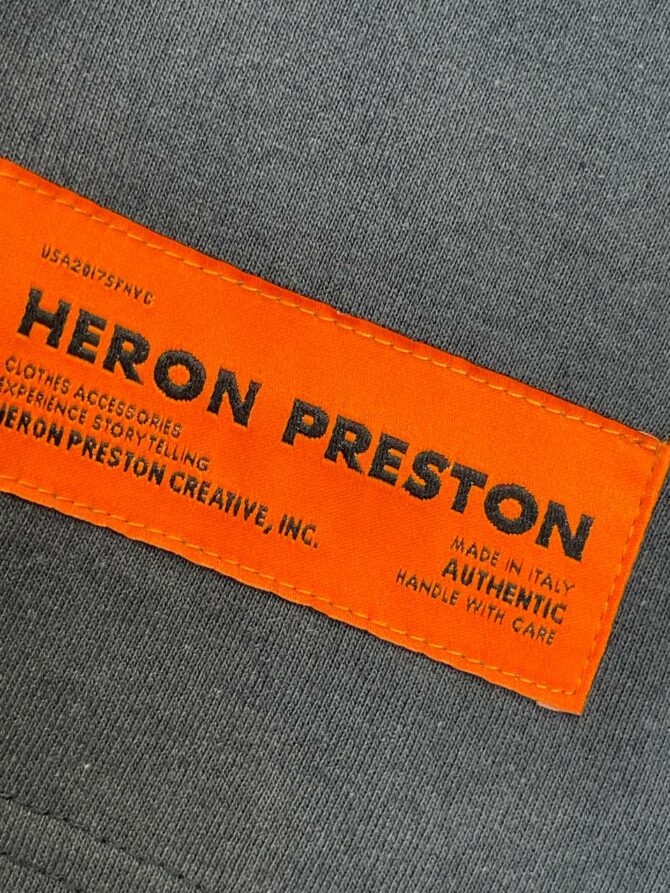 USA2017SFNYC
HERON PRESTON
CLOTHES ACCESSORIES
EXPERIENCE STORYTELLING
HERON PRESTON CREATIVE, INC.
MADE IN ITALY
AUTHENTIC
HANDLE WITH CARE